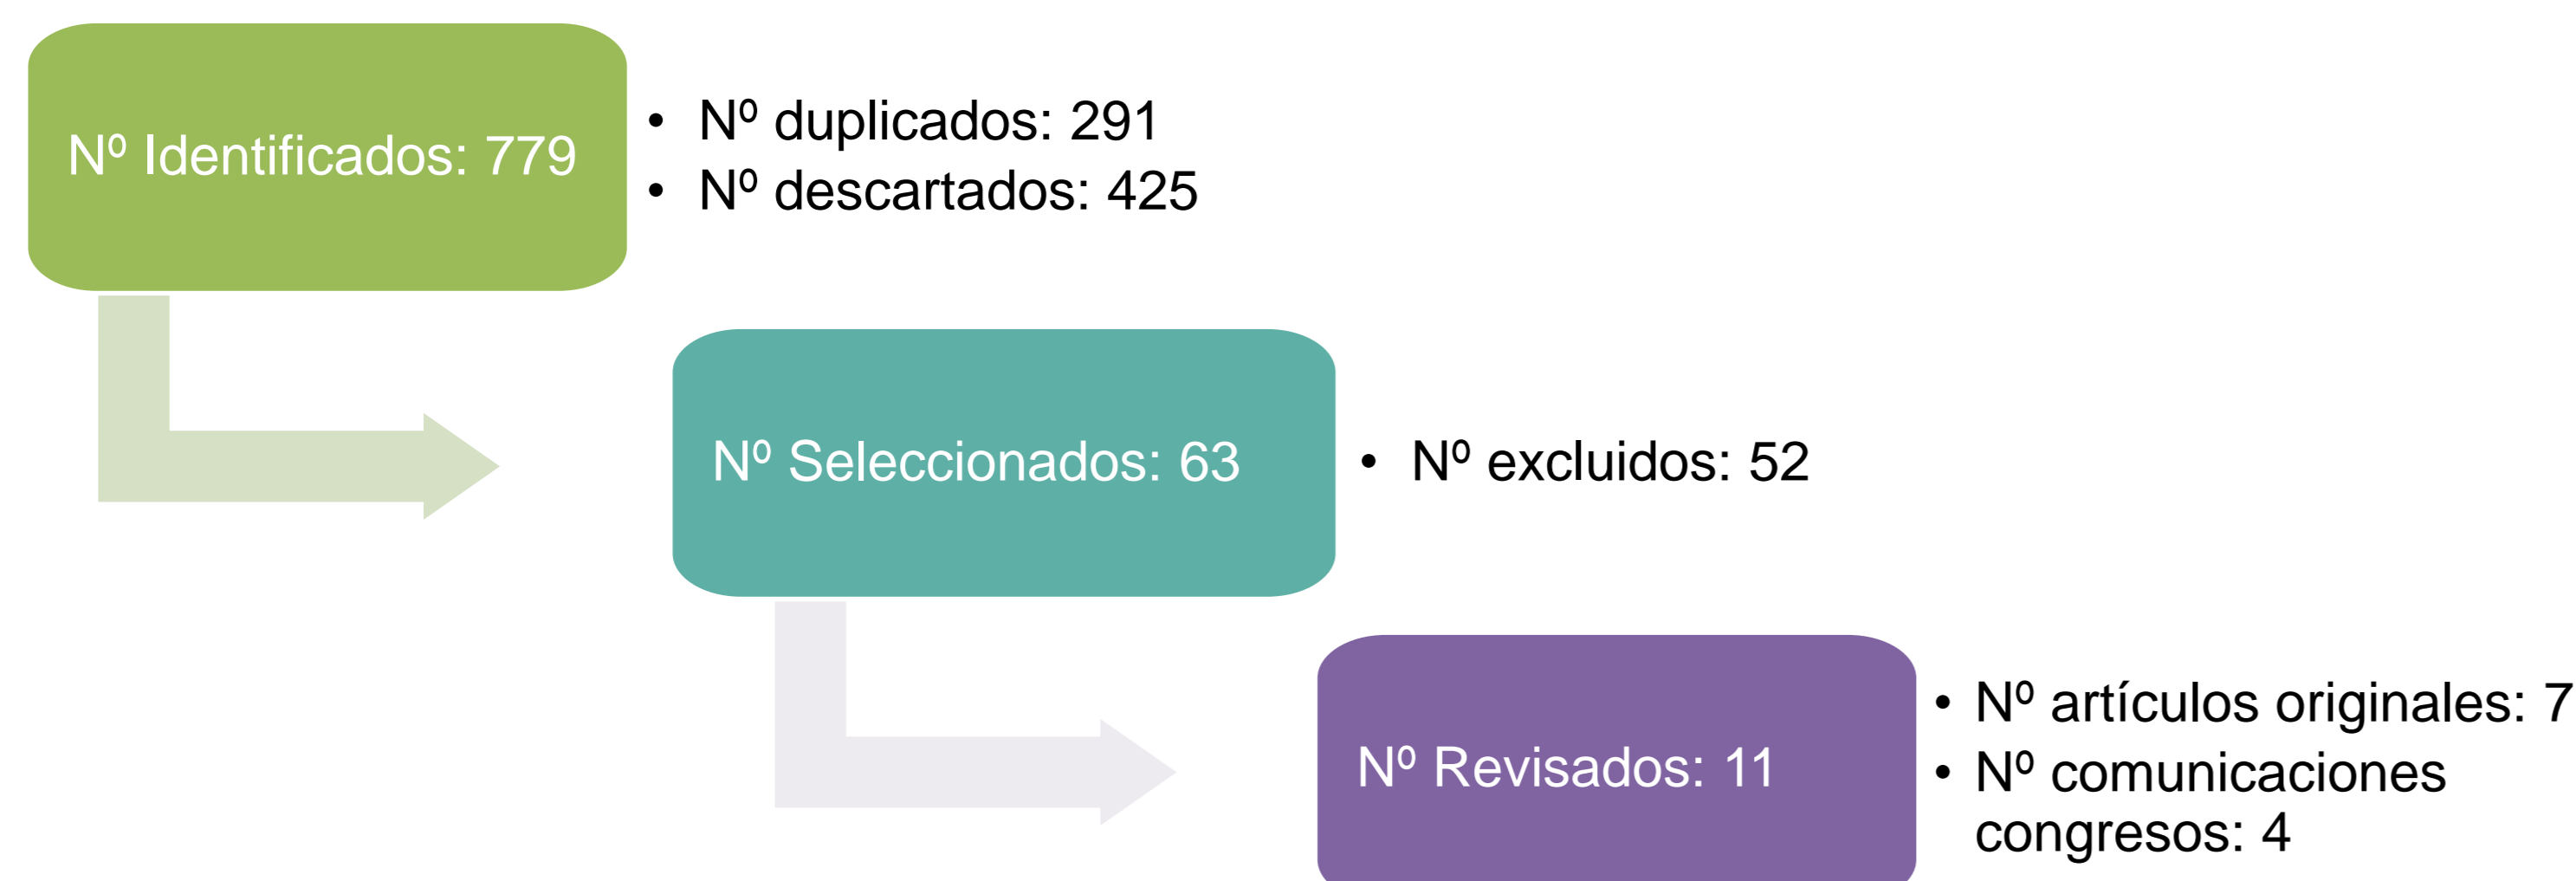 Nº Identificados: 779
• Nº duplicados: 291
• Nº descartados: 425
Nº Seleccionados: 63
• Nº excluidos: 52
Nº Revisados: 11
• Nº artículos originales: 7
• Nº comunicaciones
congresos: 4